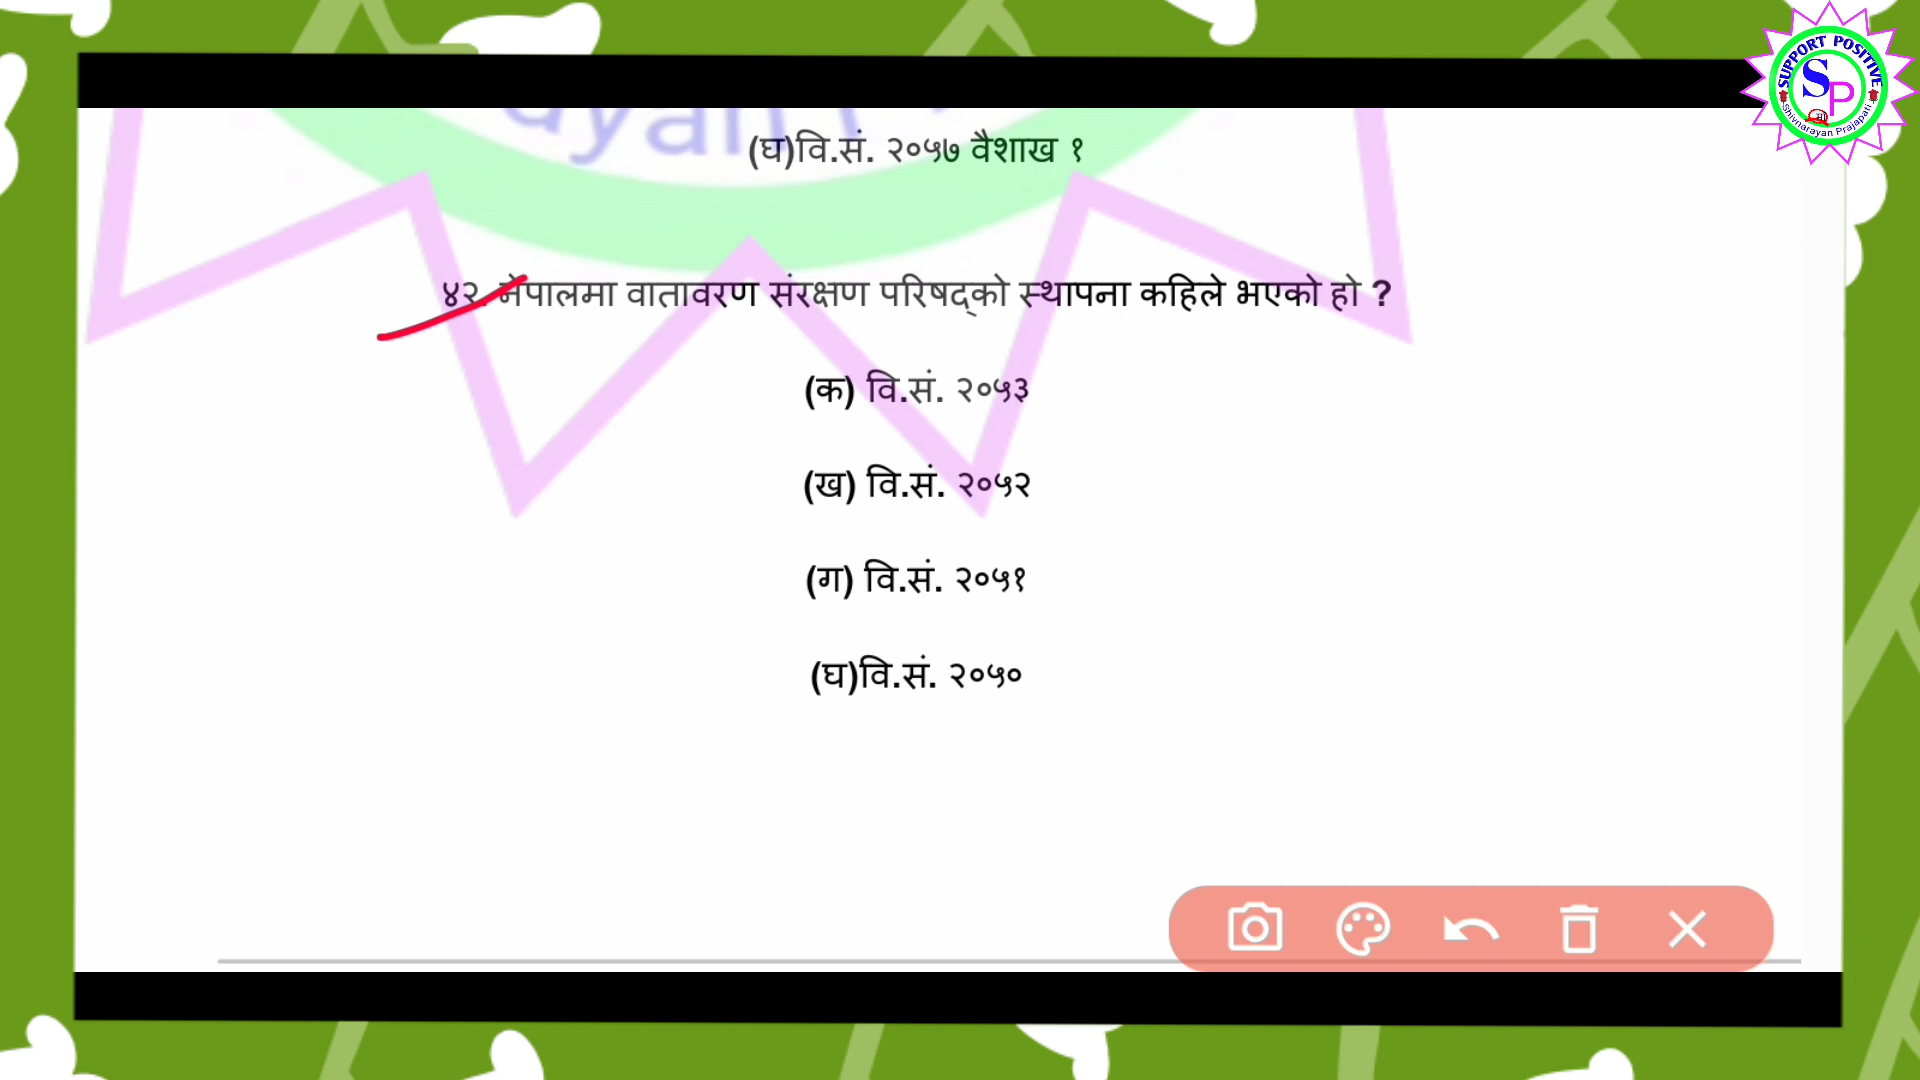 SUPPORT POSITIVE
SP
Shivnarayan Prajapati
(घ)वि.सं. २०५७ वैशाख १
४२. नेपालमा वातावरण संरक्षण परिषद्को स्थापना कहिले भएको हो ?
(क) वि.सं. २०५३
(ख) वि.सं. २०५२
(ग) वि.सं. २०५१
(घ)वि.सं. २०५०